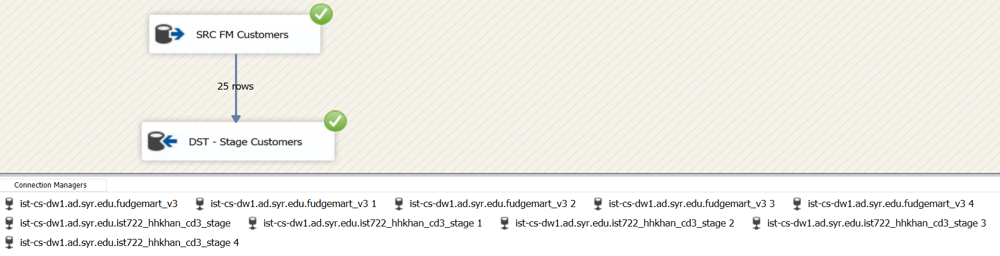 SRC FM Customers
25 rows
DST - Stage Customers
Connection Managers
ist-cs-dw1.ad.syr.edu.fudgemart_v3 ist-cs-dw1.ad.syr.edu.fudgemart_v3 1 ist-cs-dw1.ad.syr.edu.fudgemart_v3 2 ist-cs-dw1.ad.syr.edu.fudgemart_v3 3 ist-cs-dw1.ad.syr.edu.fudgemart_v3 4
ist-cs-dw1.ad.syr.edu.ist722_hhkhan_cd3_stage ist-cs-dw1.ad.syr.edu.ist722_hhkhan_cd3_stage 1 ist-cs-dw1.ad.syr.edu.ist722_hhkhan_cd3_stage 2 ist-cs-dw1.ad.syr.edu.ist722_hhkhan_cd3_stage 3
ist-cs-dw1.ad.syr.edu.ist722_hhkhan_cd3_stage 4